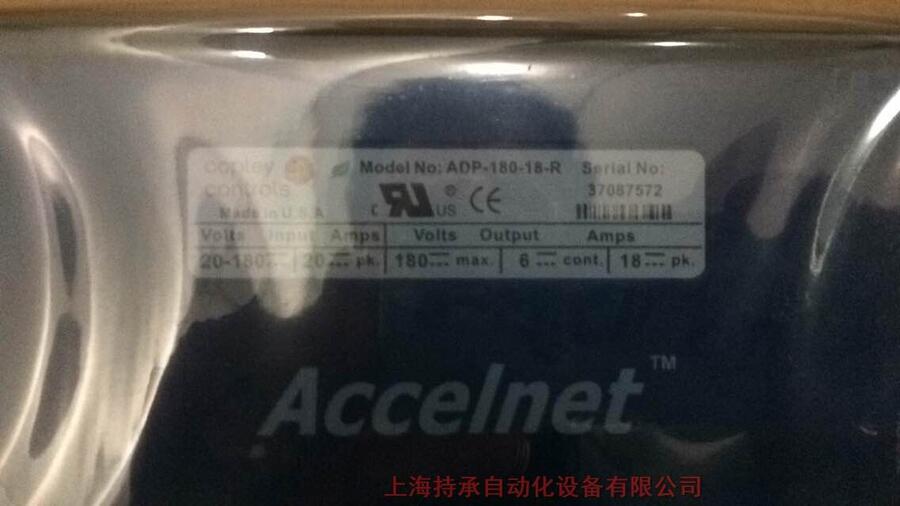 copley
controls
Model No: ADP-180-18-R Serial No:
37087572
Made in U.S.A
c RU ® US CE
Volts Input Amps Volts Output Amps
20-180 20 pk. 180 max. 6 cont. 18 pk.
Accelnet™
上海持承自动化设备有限公司